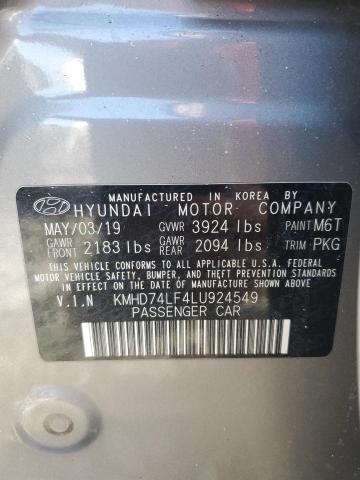 MANUFACTURED IN KOREA BY
HYUNDAI MOTOR COMPANY
MAY/03/19 GVWR 3924 lbs PAINT M6T
GAWR FRONT 2183 lbs GAWR REAR 2094 lbs TRIM PKG
THIS VEHICLE CONFORMS TO ALL APPLICABLE U.S.A. FEDERAL
MOTOR VEHICLE SAFETY, BUMPER, AND THEFT PREVENTION
STANDARDS IN EFFECT ON THE DATE OF MANUFACTURE SHOWN ABOVE.
V.I.N KMHD74LF4LU924549
PASSENGER CAR